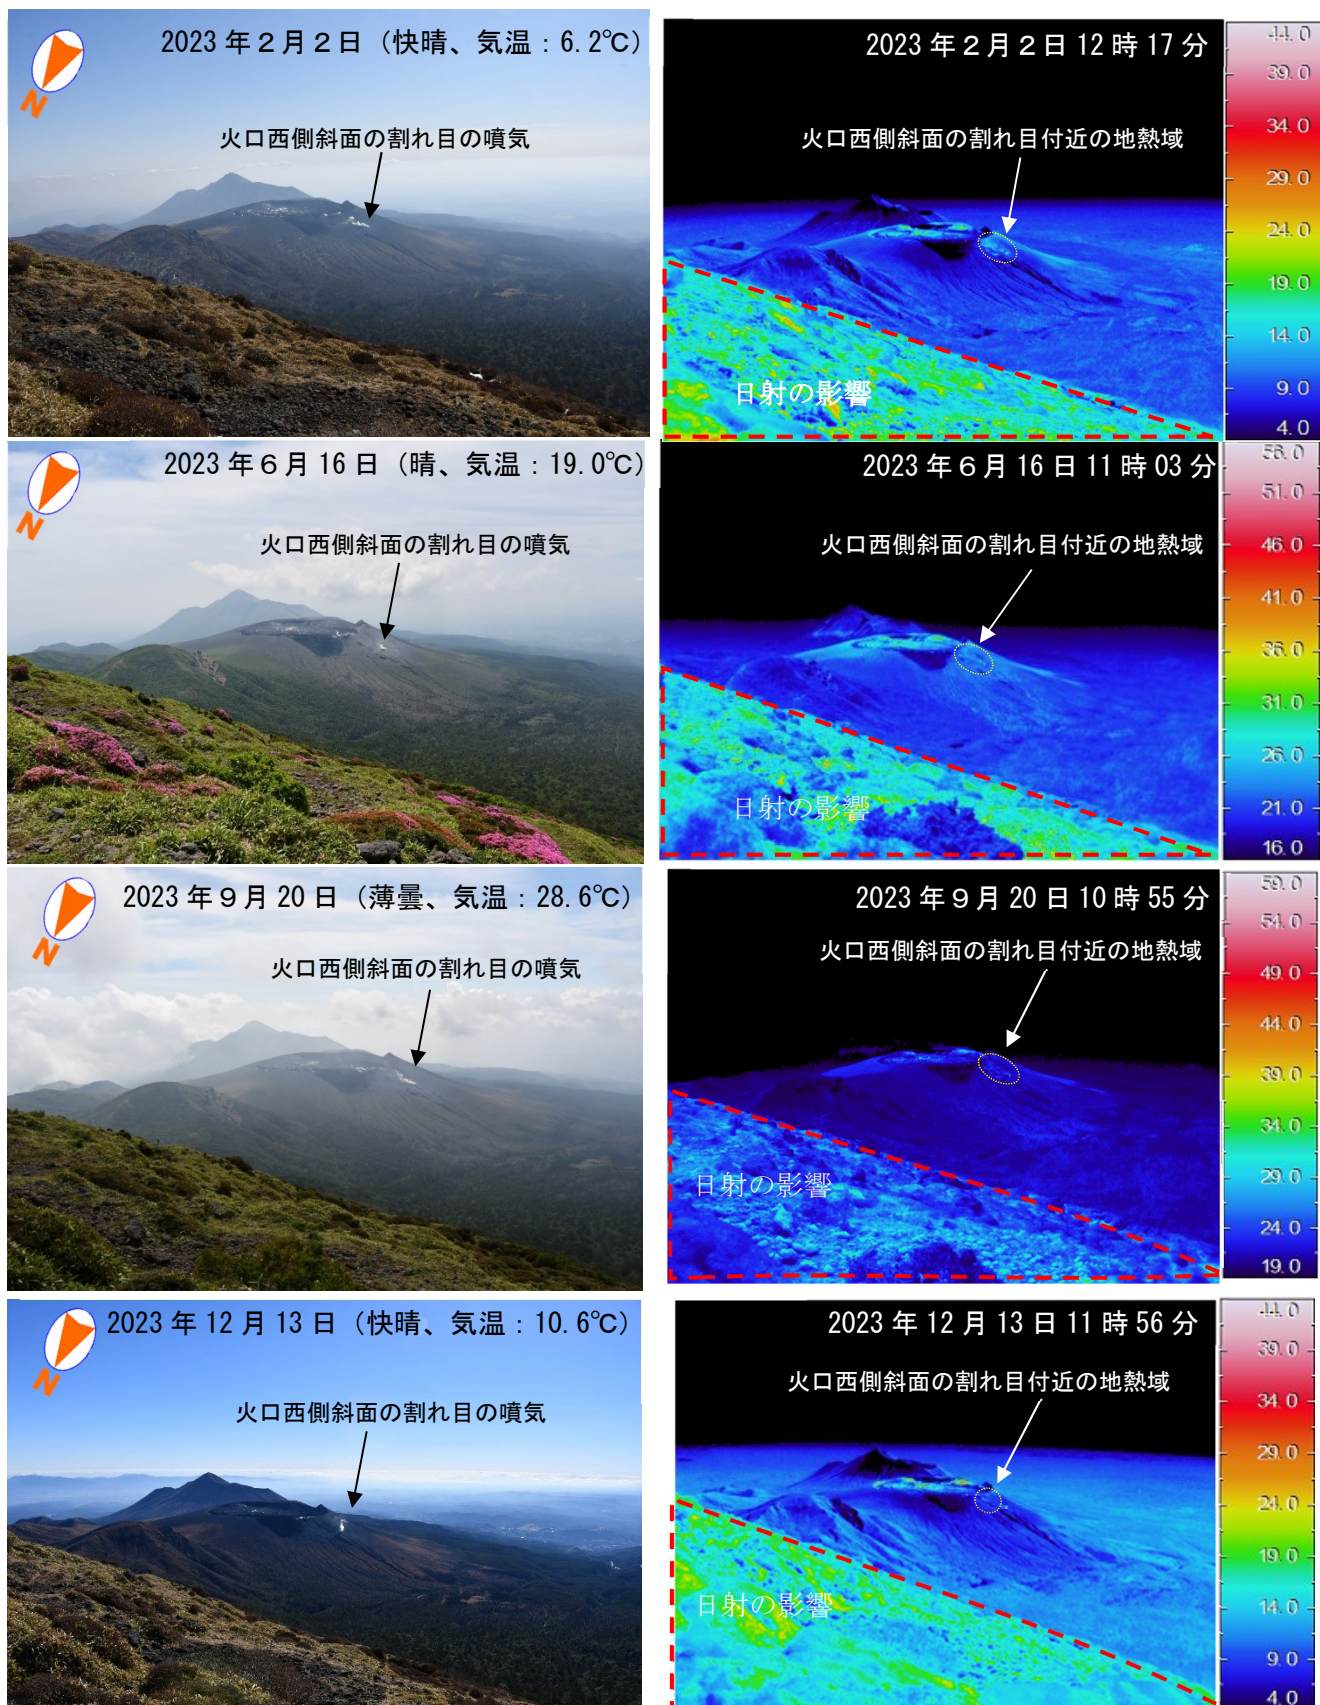 2023年２月２日（快晴、気温：6.2℃）
N
火口西側斜面の割れ目の噴気
2023年２月２日12時17分
火口西側斜面の割れ目付近の地熱域
日射の影響
44.0
39.0
34.0
29.0
24.0
19.0
14.0
9.0
4.0
2023年６月16日（晴、気温：19.0℃）
N
火口西側斜面の割れ目の噴気
2023年６月16日11時03分
火口西側斜面の割れ目付近の地熱域
日射の影響
56.0
51.0
46.0
41.0
36.0
31.0
26.0
21.0
16.0
2023年９月20日（薄曇、気温：28.6℃）
N
火口西側斜面の割れ目の噴気
2023年９月20日10時55分
火口西側斜面の割れ目付近の地熱域
日射の影響
59.0
54.0
49.0
44.0
39.0
34.0
29.0
24.0
19.0
2023年12月13日（快晴、気温：10.6℃）
N
火口西側斜面の割れ目の噴気
2023年12月13日11時56分
火口西側斜面の割れ目付近の地熱域
日射の影響
44.0
39.0
34.0
29.0
24.0
19.0
14.0
9.0
4.0